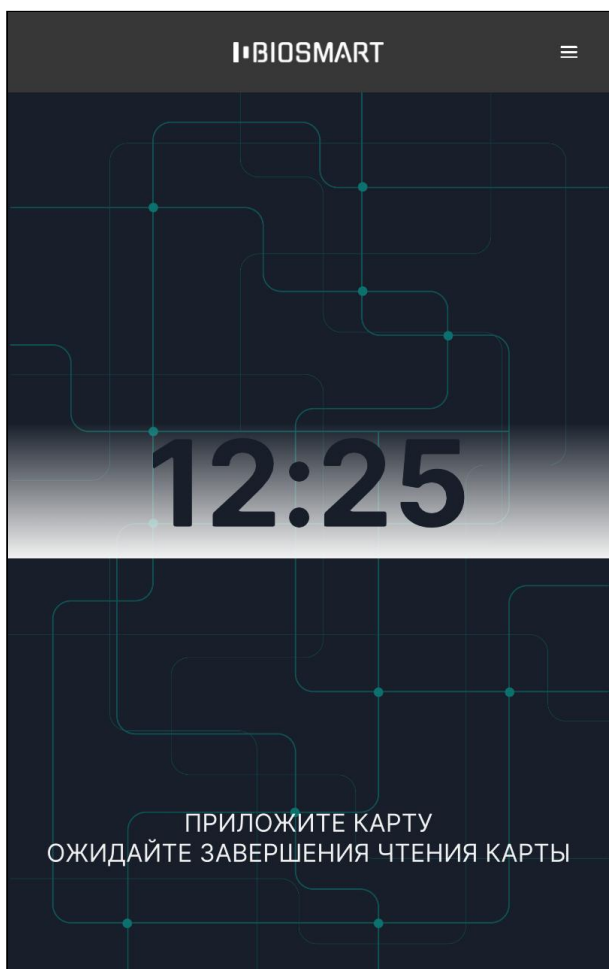 BIOSMART
12:25
ПРИЛОЖИТЕ КАРТУ
ОЖИДАЙТЕ ЗАВЕРШЕНИЯ ЧТЕНИЯ КАРТЫ